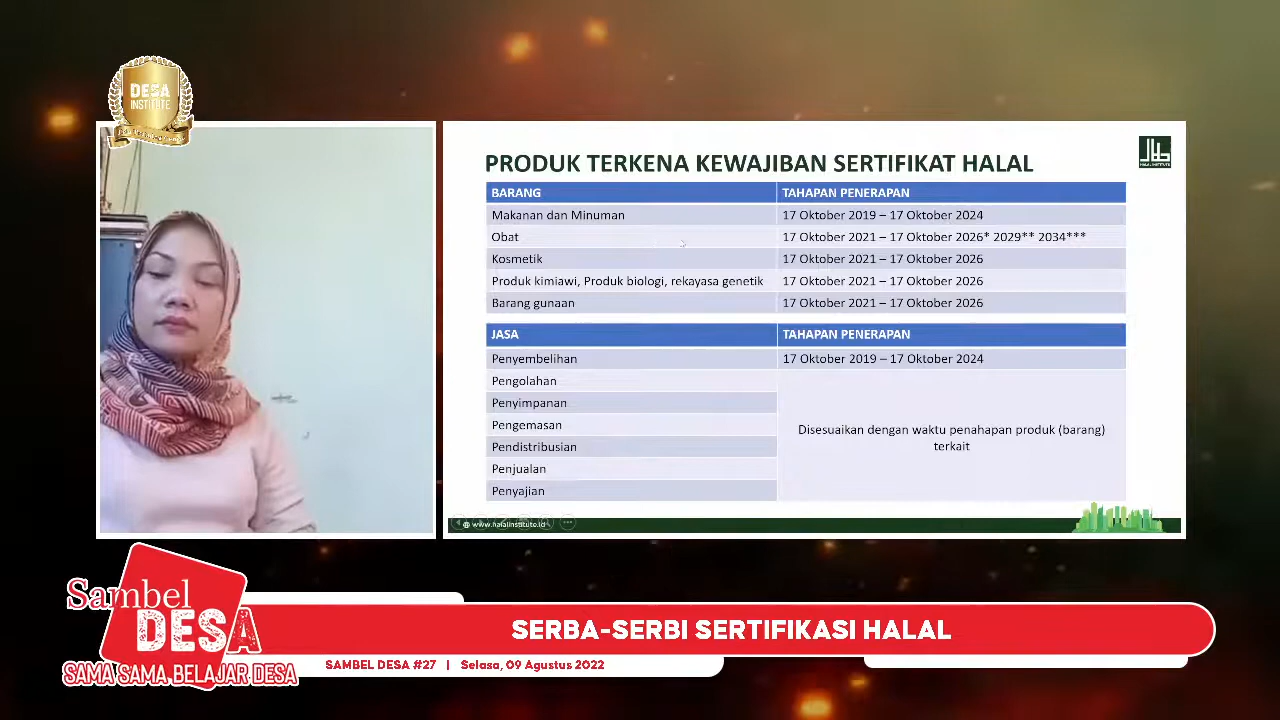 DESA
INSTITUTE
PRODUK TERKENA KEWAJIBAN SERTIFIKAT HALAL
HALAL INSTITUTE
BARANG TAHAPAN PENERAPAN
Makanan dan Minuman 17 Oktober 2019 – 17 Oktober 2024
Obat 17 Oktober 2021 – 17 Oktober 2026* 2029** 2034***
Kosmetik 17 Oktober 2021 – 17 Oktober 2026
Produk kimiawi, Produk biologi, rekayasa genetik 17 Oktober 2021 – 17 Oktober 2026
Barang gunaan 17 Oktober 2021 – 17 Oktober 2026
JASA TAHAPAN PENERAPAN
Penyembelihan 17 Oktober 2019 – 17 Oktober 2024
Pengolahan
Penyimpanan
Pengemasan
Pendistribusian
Penjualan
Penyajian
Disesuaikan dengan waktu penahapan produk (barang)
terkait
www.halalinstitute.id
Sambel
DESA
SAMA SAMA BELAJAR DESA
SERBA-SERBI SERTIFIKASI HALAL
SAMBEL DESA #27 | Selasa, 09 Agustus 2022